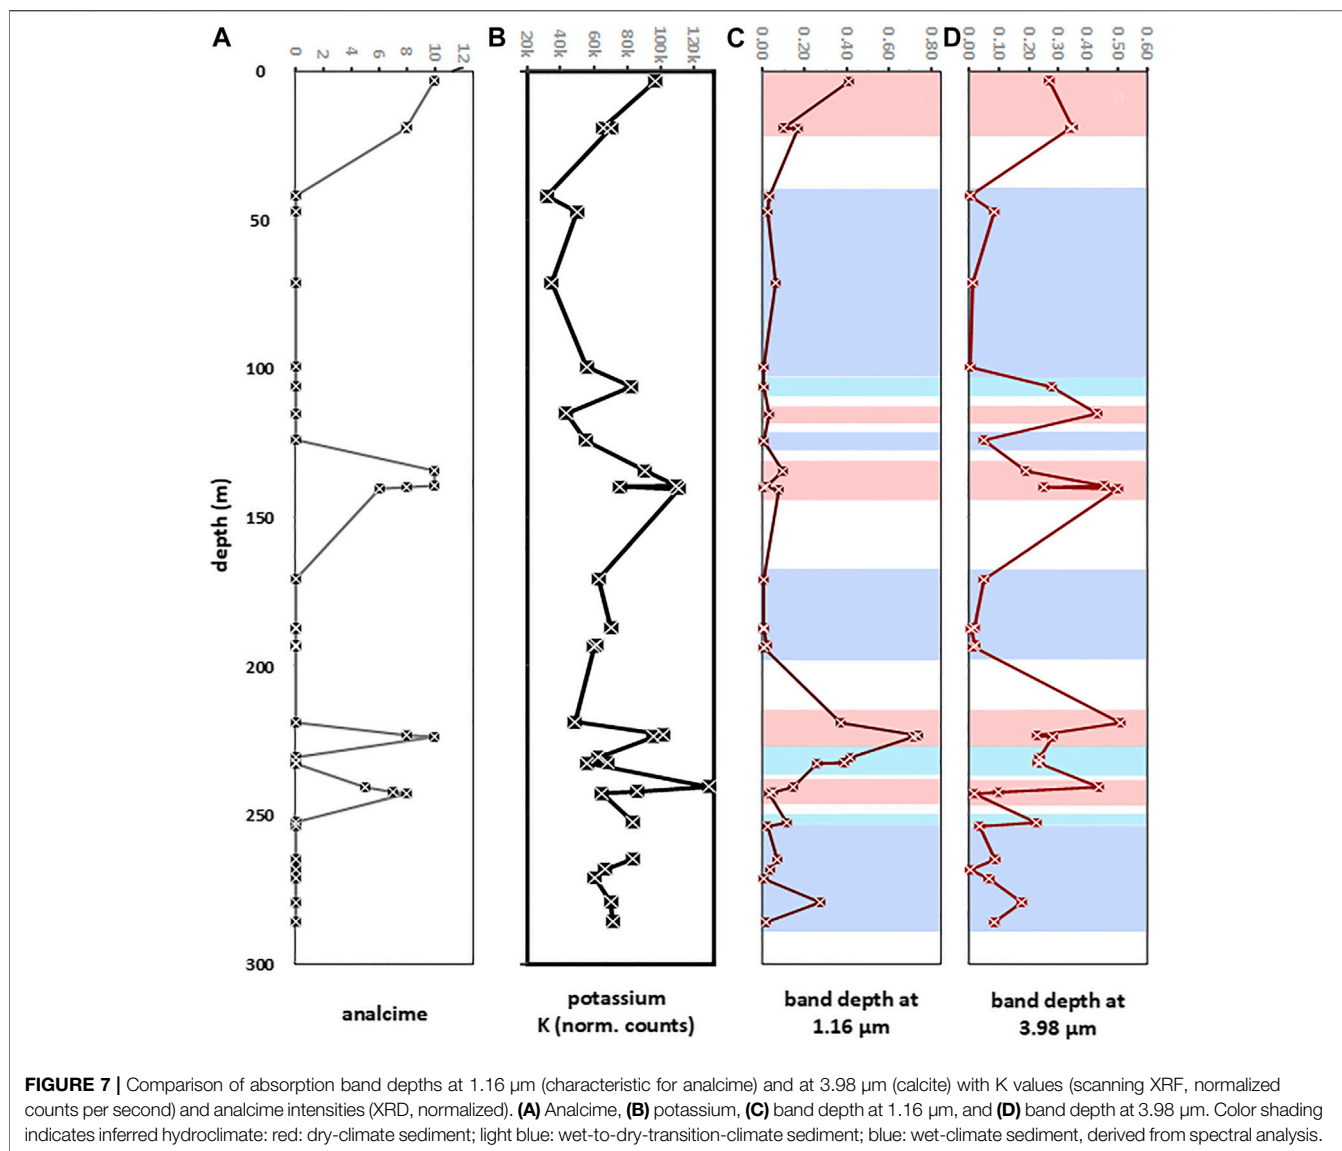 A
B
C
D
0 2 4 6 8 10 12
20k 40k 60k 80k 100k 120k
0.00 0.20 0.40 0.60 0.80
0.00 0.10 0.20 0.30 0.40 0.50 0.60
0
50
100
150
200
250
300
depth (m)
analcime
potassium
K (norm. counts)
band depth at
1.16 µm
band depth at
3.98 µm
FIGURE 7 | Comparison of absorption band depths at 1.16 µm (characteristic for analcime) and at 3.98 µm (calcite) with K values (scanning XRF, normalized
counts per second) and analcime intensities (XRD, normalized). (A) Analcime, (B) potassium, (C) band depth at 1.16 µm, and (D) band depth at 3.98 µm. Color shading
indicates inferred hydroclimate: red: dry-climate sediment; light blue: wet-to-dry-transition-climate sediment; blue: wet-climate sediment, derived from spectral analysis.